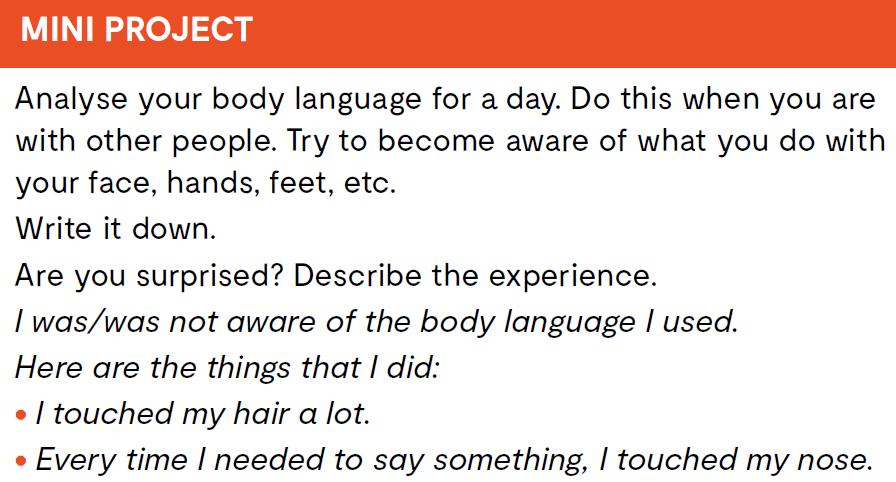 MINI PROJECT
Analyse your body language for a day. Do this when you are
with other people. Try to become aware of what you do with
your face, hands, feet, etc.
Write it down.
Are you surprised? Describe the experience.
I was/was not aware of the body language I used.
Here are the things that I did:
• I touched my hair a lot.
• Every time I needed to say something, I touched my nose.